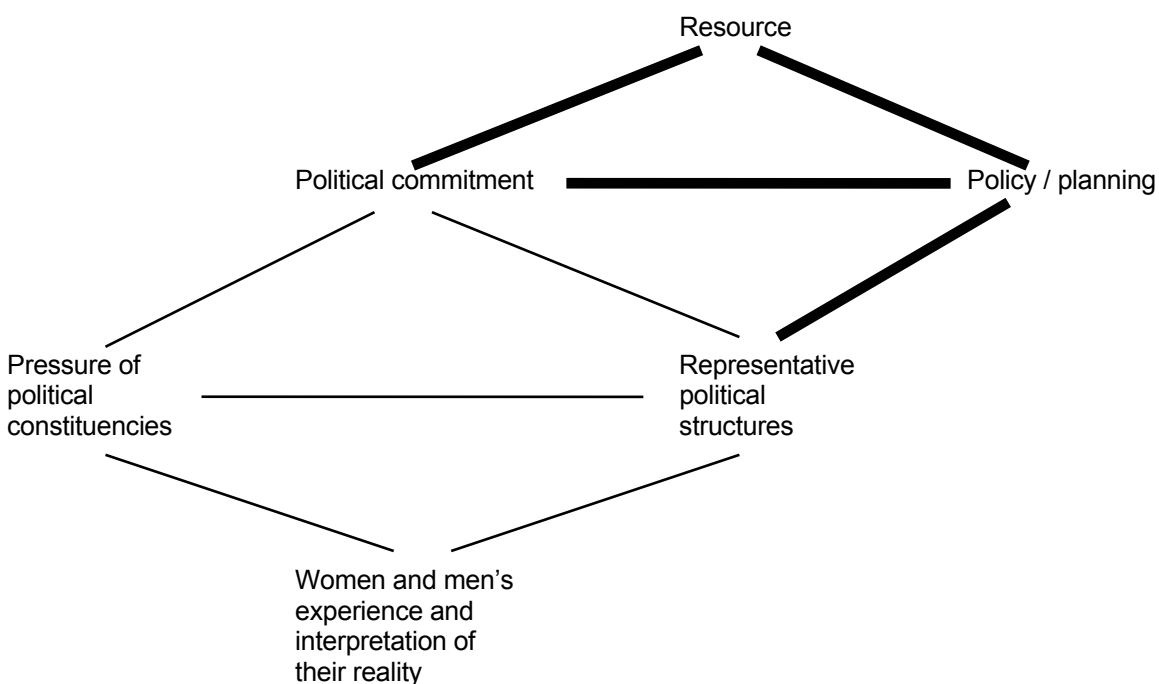 Resource
Political commitment
Policy / planning
Pressure of
political
constituencies
Representative
political
structures
Women and men’s
experience and
interpretation of
their reality